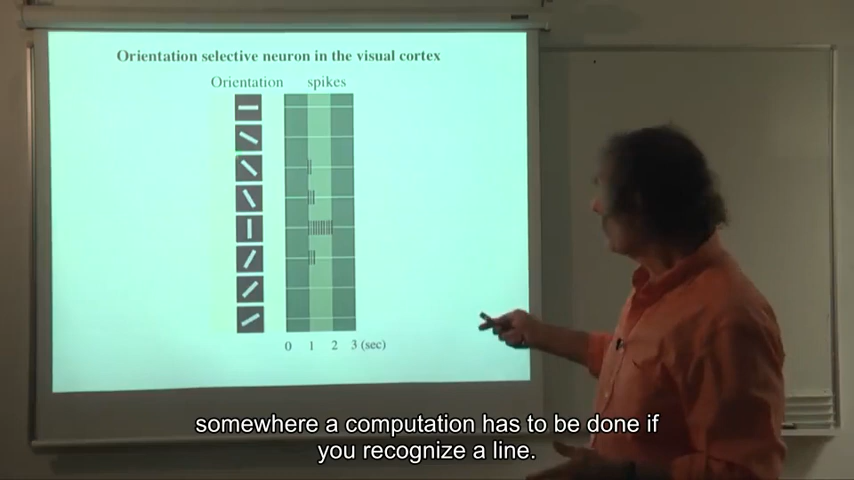 Orientation selective neuron in the visual cortex
Orientation spikes
0 1 2 3 (sec)
somewhere a computation has to be done if
you recognize a line.